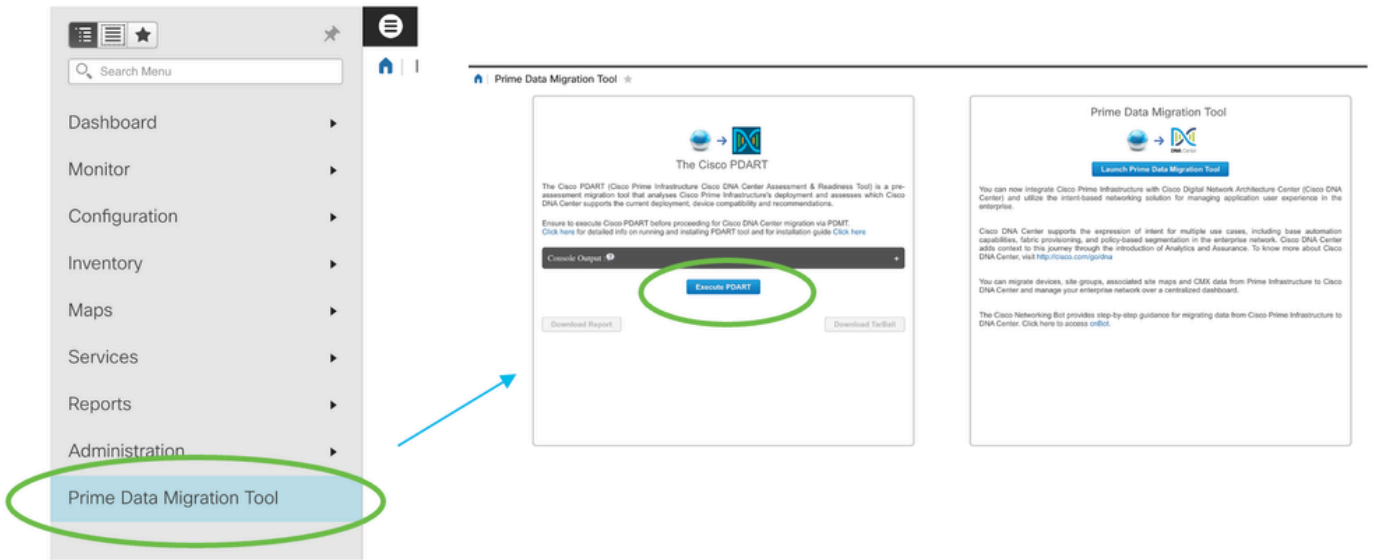 Search Menu
Dashboard
Monitor
Configuration
Inventory
Maps
Services
Reports
Administration
Prime Data Migration Tool
Prime Data Migration Tool
The Cisco PDART
The Cisco PDART (Cisco Prime Infrastructure Cisco DNA Center Assessment & Readiness Tool) is a pre-
assessment migration tool that analyses Cisco Prime Infrastructure's deployment and assesses which Cisco
DNA Center supports the current deployment, device compatibility and recommendations.
Ensure to execute Cisco PDART before proceeding for Cisco DNA Center migration via PDMT.
Click here for detailed info on running and installing PDART tool and for installation guide Click here
Console Output
Execute PDART
Download Report
Download TarBall
Prime Data Migration Tool
DNA Center
Launch Prime Data Migration Tool
You can now integrate Cisco Prime Infrastructure with Cisco Digital Network Architecture Center (Cisco DNA
Center) and utilize the intent-based networking solution for managing application user experience in the
enterprise.
Cisco DNA Center supports the expression of intent for multiple use cases, including base automation
capabilities, fabric provisioning, and policy-based segmentation in the enterprise network. Cisco DNA Center
adds context to this journey through the introduction of Analytics and Assurance. To know more about Cisco
DNA Center, visit http://cisco.com/go/dna
You can migrate devices, site groups, associated site maps and CMX data from Prime Infrastructure to Cisco
DNA Center and manage your enterprise network over a centralized dashboard.
The Cisco Networking Bot provides step-by-step guidance for migrating data from Cisco Prime Infrastructure to
DNA Center. Click here to access onBot.